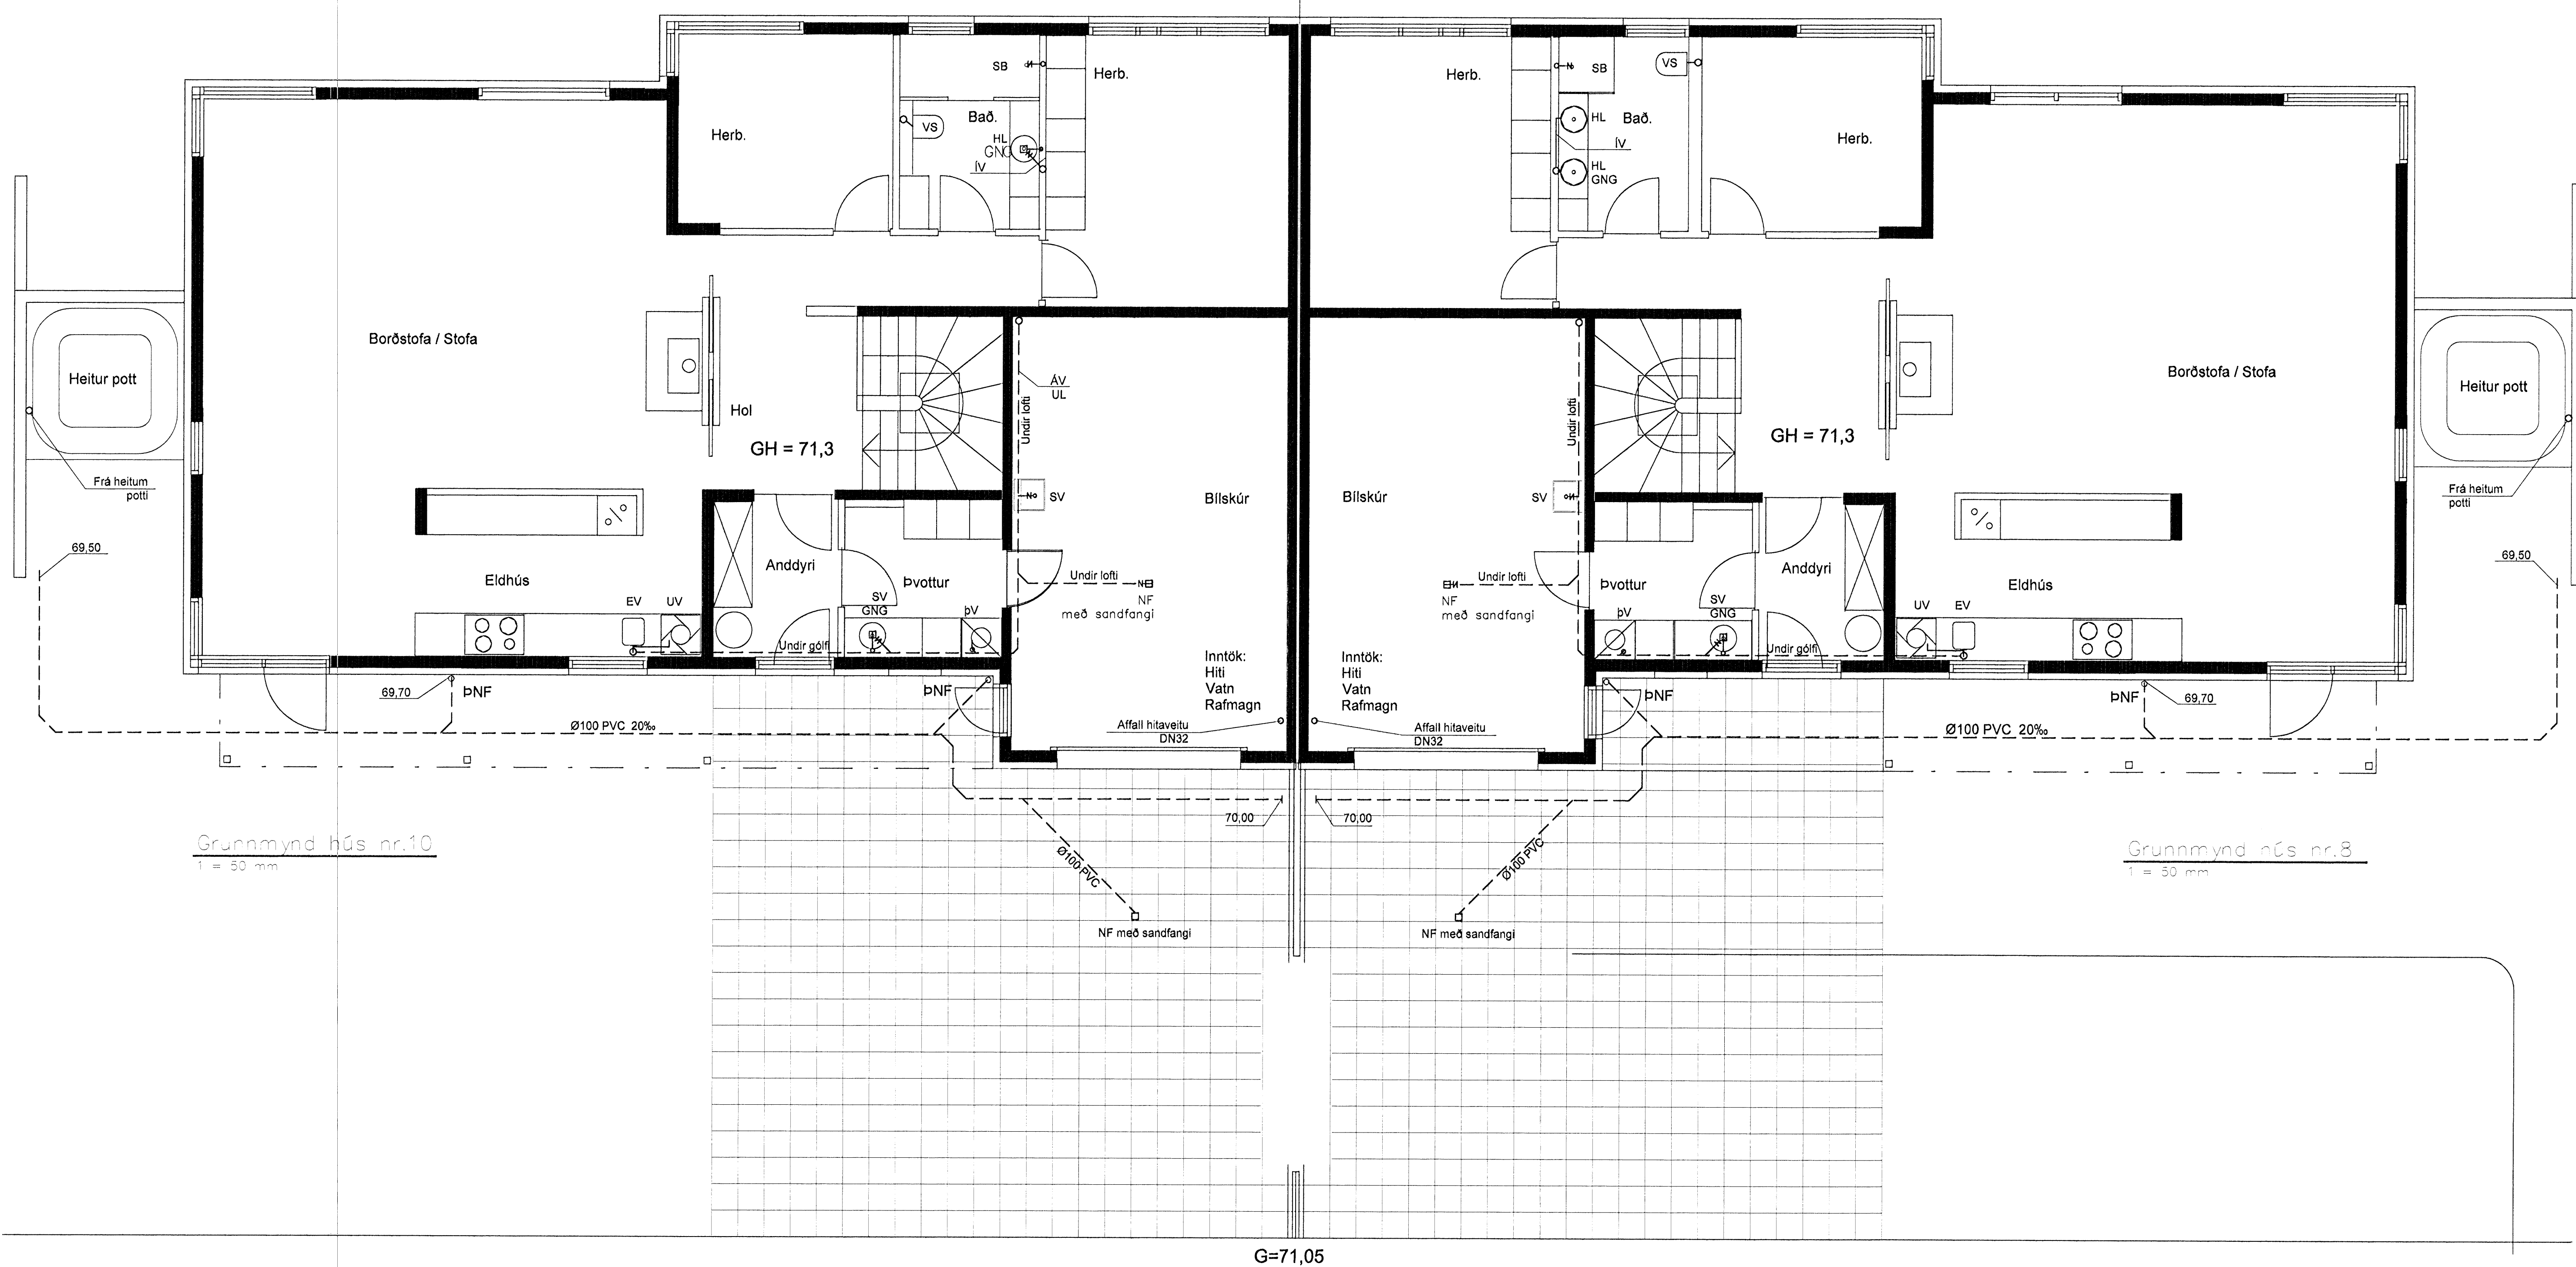 SB
Herb.
Herb.
VS
Bað.
HL
GNG
ÍV
Herb.
SB
VS
HL
Bað.
ÍV
HL
GNG
Herb.
Heitur pott
Borðstofa / Stofa
Hol
GH = 71,3
ÁV
UL
Undir lofti
Undir lofti
GH = 71,3
Borðstofa / Stofa
Heitur pott
Frá heitum
potti
SV
Bílskúr
Bílskúr
SV
Frá heitum
potti
69,50
Eldhús
EV
UV
Anddyri
Þvottur
SV
GNG
þV
Undir gólfi
Undir lofti
NF
með sandfangi
Undir lofti
NF
með sandfangi
Þvottur
þV
SV
GNG
Anddyri
Undir gólfi
UV
EV
Eldhús
69,50
Inntök:
Hiti
Vatn
Rafmagn
Inntök:
Hiti
Vatn
Rafmagn
69,70
ÞNF
ÞNF
Ø100 PVC 20‰
Affall hitaveitu
DN32
Affall hitaveitu
DN32
ÞNF
ÞNF
69,70
Ø100 PVC 20‰
70,00
70,00
Grunnmynd hús nr.10
1 = 50 mm
Ø100 PVC
Ø100 PVC
Grunnmynd hús nr.8
1 = 50 mm
NF með sandfangi
NF með sandfangi
G=71,05